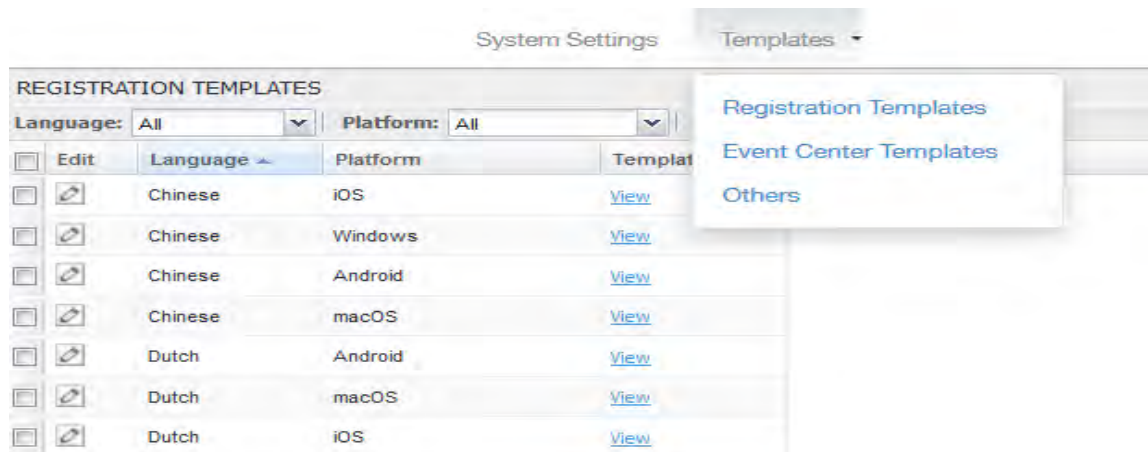 System Settings Templates
REGISTRATION TEMPLATES
Language: All Platform: All
Registration Templates
Event Center Templates
Others
Edit Language Platform Templat
Chinese iOS View
Chinese Windows View
Chinese Android View
Chinese macOS View
Dutch Android View
Dutch macOS View
Dutch iOS View